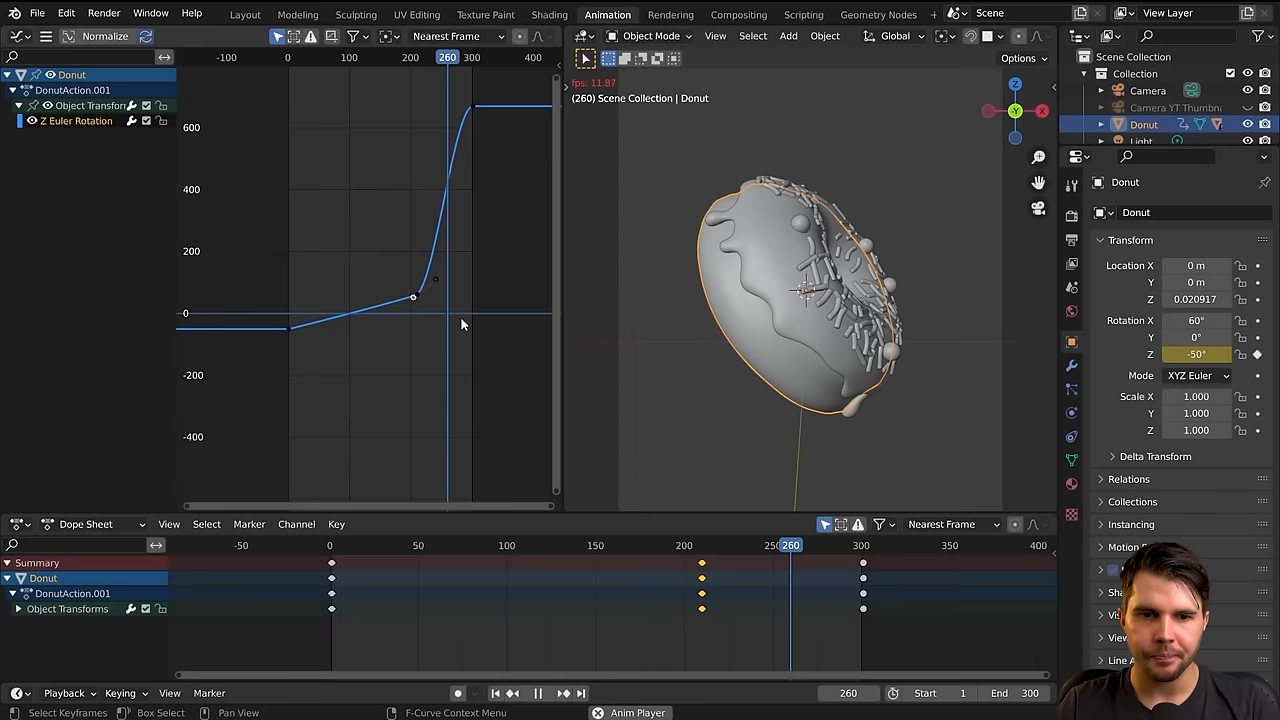 File Edit Render Window Help Layout Modeling Sculpting UV Editing Texture Paint Shading Animation Rendering Compositing Scripting Geometry Nodes + Scene View Layer
Normalize Nearest Frame
Object Mode View Select Add Object Global
-100 0 100 200 260 300 400
Options
Donut
DonutAction.001
Object Transforr
Z Euler Rotation
600
400
200
0
-200
-400
fps: 11.87
(260) Scene Collection | Donut
Z
-Y
X
Scene Collection
Collection
Camera
Camera YT Thumbna
Donut
Light
Donut
Donut
Transform
Location X 0 m
Y 0 m
Z 0.020917
Rotation X 60°
Y 0°
Z -50°
Mode XYZ Euler
Scale X 1.000
Y 1.000
Z 1.000
Delta Transform
Relations
Collections
Instancing
Motion
Line A
Dope Sheet View Select Marker Channel Key Nearest Frame
-50 0 50 100 150 200 250 260 300 350 400
Summary
Donut
DonutAction.001
Object Transforms
Playback Keying View Marker 260 Start 1 End 300
Select Keyframes Box Select Pan View F-Curve Context Menu Anim Player